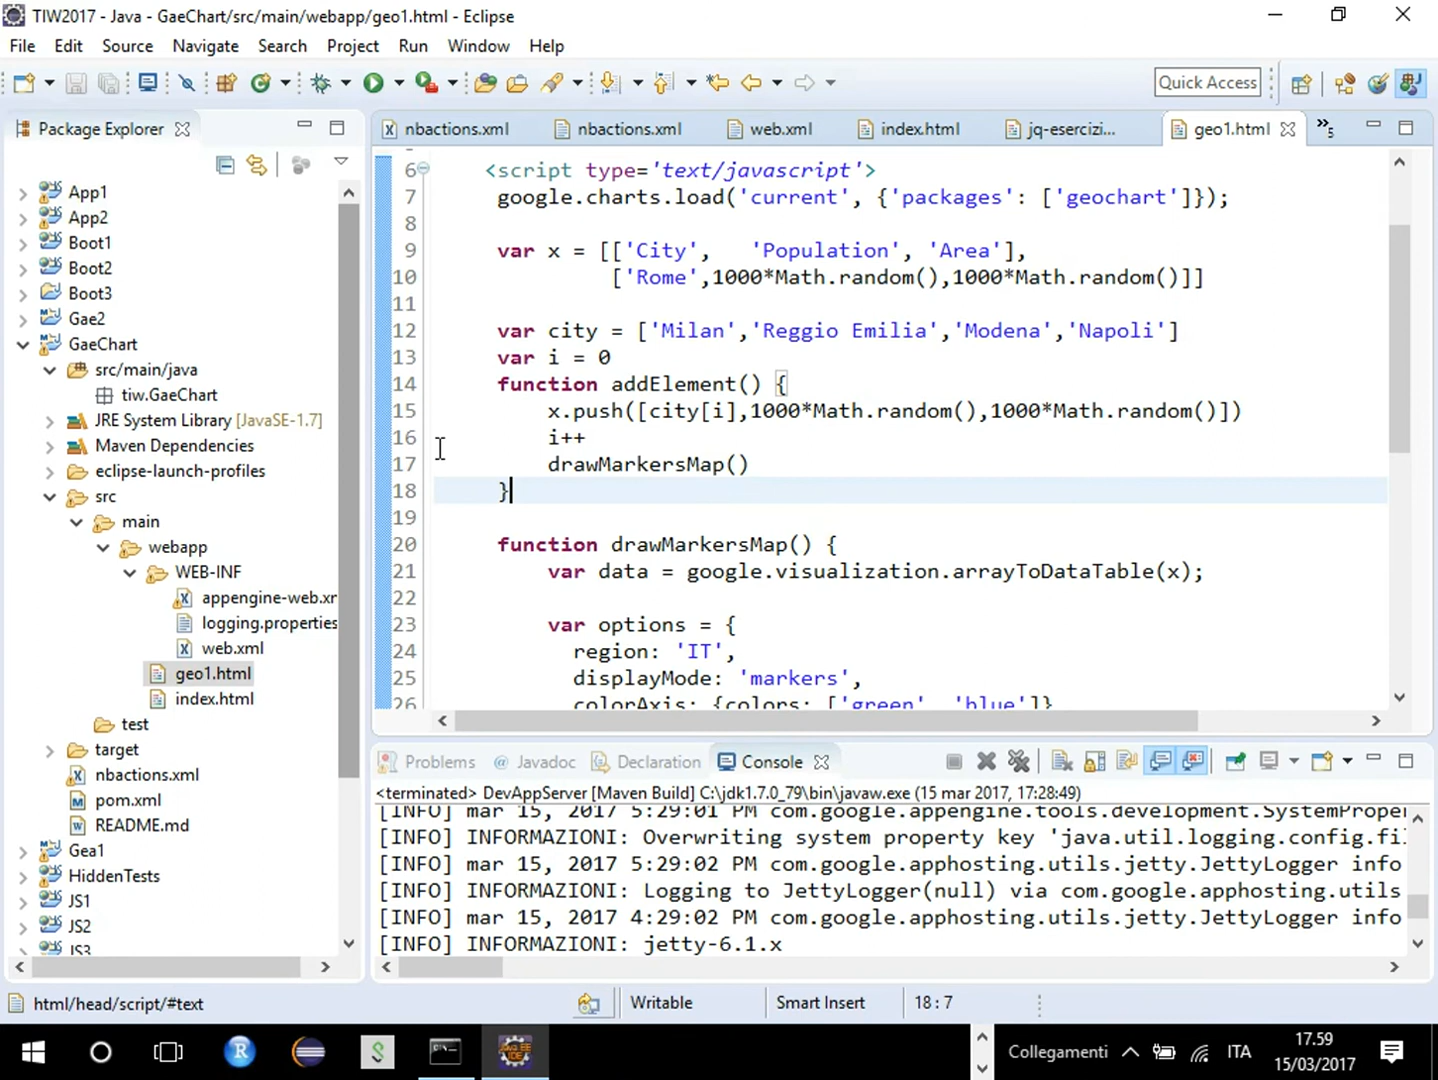 TIW2017 - Java - GaeChart/src/main/webapp/geo1.html - Eclipse
File Edit Source Navigate Search Project Run Window Help
Quick Access
Package Explorer
App1
App2
Boot1
Boot2
Boot3
Gae2
GaeChart
src/main/java
tiw.GaeChart
JRE System Library [JavaSE-1.7]
Maven Dependencies
eclipse-launch-profiles
src
main
webapp
WEB-INF
appengine-web.xr
logging.properties
web.xml
geo1.html
index.html
test
target
nbactions.xml
pom.xml
README.md
Gea1
HiddenTests
JS1
JS2
JS3
nbactions.xml nbactions.xml web.xml index.html jq-esercizi... geo1.html »5
6 <script type='text/javascript'>
7 google.charts.load('current', {'packages': ['geochart']});
8
9 var x = [['City', 'Population', 'Area'],
10 ['Rome',1000*Math.random(),1000*Math.random()]]
11
12 var city = ['Milan','Reggio Emilia','Modena','Napoli']
13 var i = 0
14 function addElement() {
15 x.push([city[i],1000*Math.random(),1000*Math.random()])
16 i++
17 drawMarkersMap()
18 }
19
20 function drawMarkersMap() {
21 var data = google.visualization.arrayToDataTable(x);
22
23 var options = {
24 region: 'IT',
25 displayMode: 'markers',
26 colorAxis: {colors: ['green' 'blue']}
Problems @ Javadoc Declaration Console
<terminated> DevAppServer [Maven Build] C:\jdk1.7.0_79\bin\javaw.exe (15 mar 2017, 17:28:49)
[INFO] mar 15, 2017 5:29:01 PM com.google.appengine.tools.development.SystemProper
[INFO] INFORMAZIONI: Overwriting system property key 'java.util.logging.config.fi
[INFO] mar 15, 2017 5:29:02 PM com.google.apphosting.utils.jetty.JettyLogger info
[INFO] INFORMAZIONI: Logging to JettyLogger(null) via com.google.apphosting.utils
[INFO] mar 15, 2017 4:29:02 PM com.google.apphosting.utils.jetty.JettyLogger info
[INFO] INFORMAZIONI: jetty-6.1.x
html/head/script/#text Writable Smart Insert 18 : 7
R S Java EE IDE Collegamenti ITA 17.59
15/03/2017